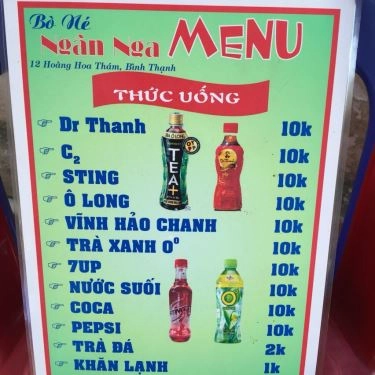 Bò Né
Ngàn Nga MENU
12 Hoàng Hoa Thám, Bình Thạnh
THỨC UỐNG
Dr Thanh 10k
C₂ 10k
STING 10k
Ô LONG 10k
VĨNH HẢO CHANH 10k
TRÀ XANH 0⁰ 10k
7UP 10k
NƯỚC SUỐI 10k
COCA 10k
PEPSI 10k
TRÀ ĐÁ 2k
KHĂN LẠNH 1k
TEA+